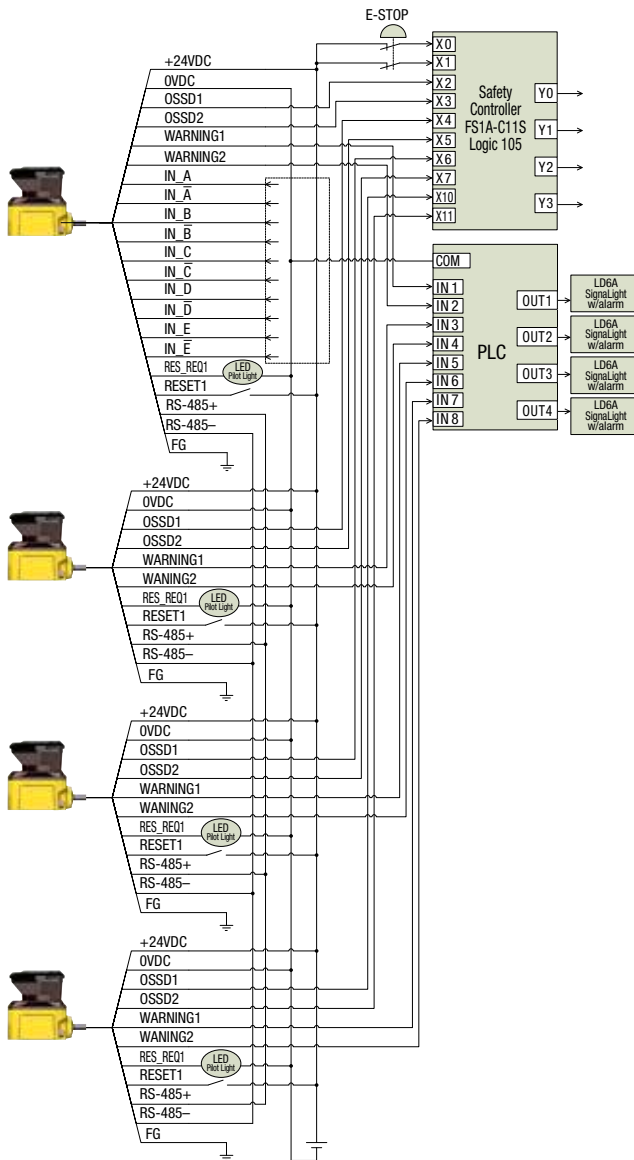 E-STOP
+24VDC
0VDC
OSSD1
OSSD2
WARNING1
WARNING2
IN_A
IN_A̅
IN_B
IN_B̅
IN_C
IN_C̅
IN_D
IN_D̅
IN_E
IN_E̅
RES_REQ1
LED
Pilot Light
RESET1
RS-485+
RS-485–
FG
X0
X1
X2
X3
X4
X5
X6
X7
X10
X11
Safety
Controller
FS1A-C11S
Logic 105
Y0
Y1
Y2
Y3
COM
IN 1
IN 2
IN 3
IN 4
IN 5
IN 6
IN 7
IN 8
PLC
OUT1
OUT2
OUT3
OUT4
LD6A
SignaLight
w/alarm
LD6A
SignaLight
w/alarm
LD6A
SignaLight
w/alarm
LD6A
SignaLight
w/alarm
+24VDC
0VDC
OSSD1
OSSD2
WARNING1
WANING2
RES_REQ1
LED
Pilot Light
RESET1
RS-485+
RS-485–
FG
+24VDC
0VDC
OSSD1
OSSD2
WARNING1
WANING2
RES_REQ1
LED
Pilot Light
RESET1
RS-485+
RS-485–
FG
+24VDC
0VDC
OSSD1
OSSD2
WARNING1
WANING2
RES_REQ1
LED
Pilot Light
RESET1
RS-485+
RS-485–
FG